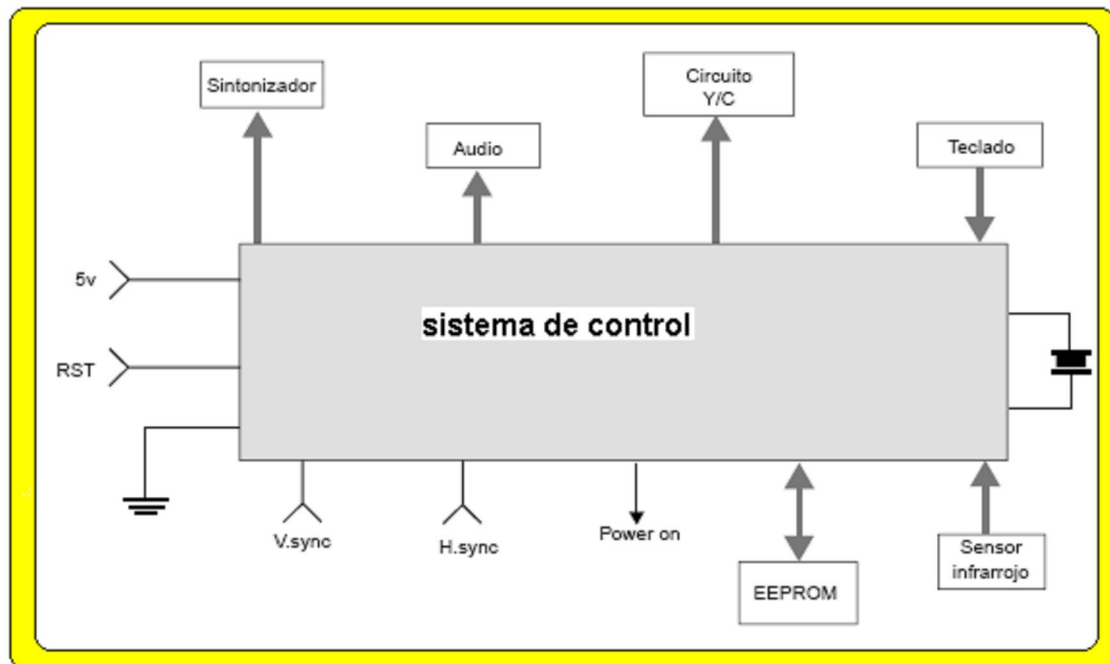 Sintonizador
Circuito
Y/C
Audio
Teclado
5v
sistema de control
RST
V.sync
H.sync
Power on
EEPROM
Sensor
infrarrojo